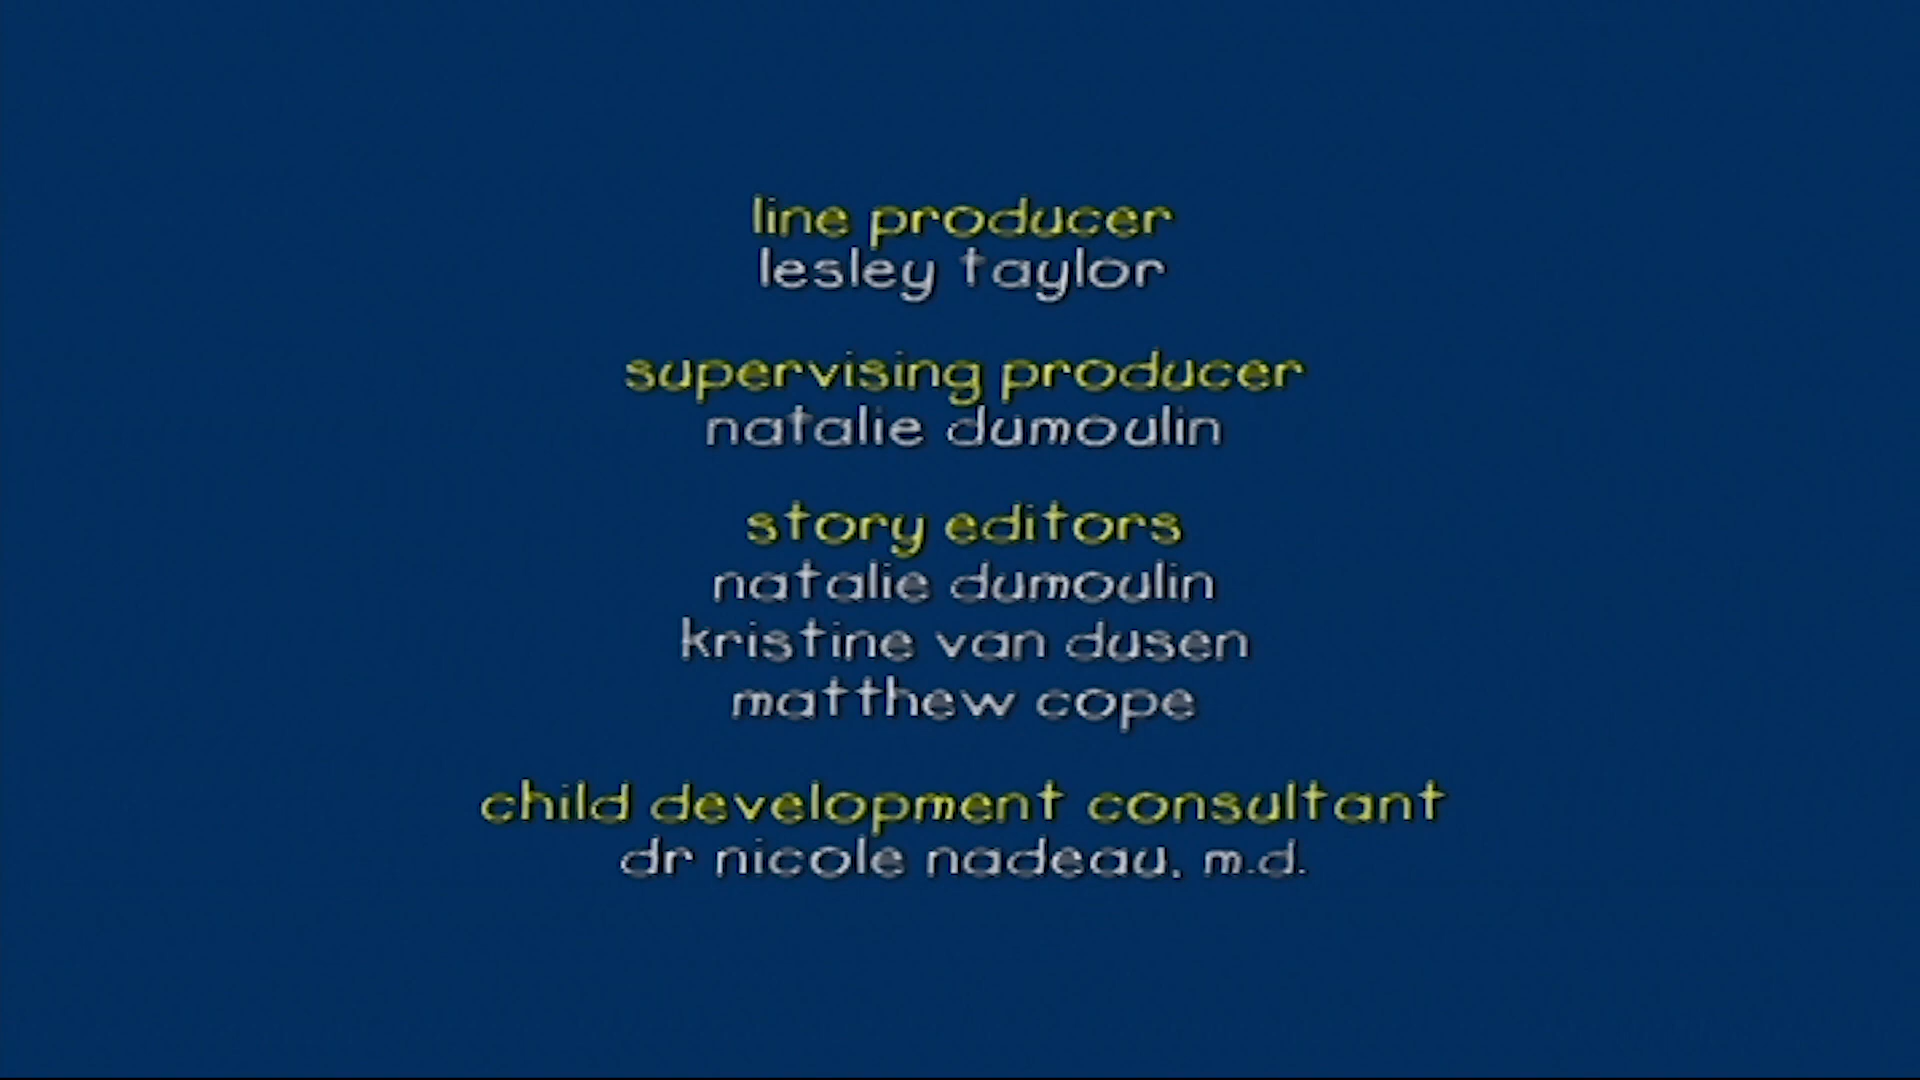 line producer
lesley taylor
supervising producer
natalie dumoulin
story editors
natalie dumoulin
kristine van dusen
matthew cope
child development consultant
dr nicole nadeau, m.d.